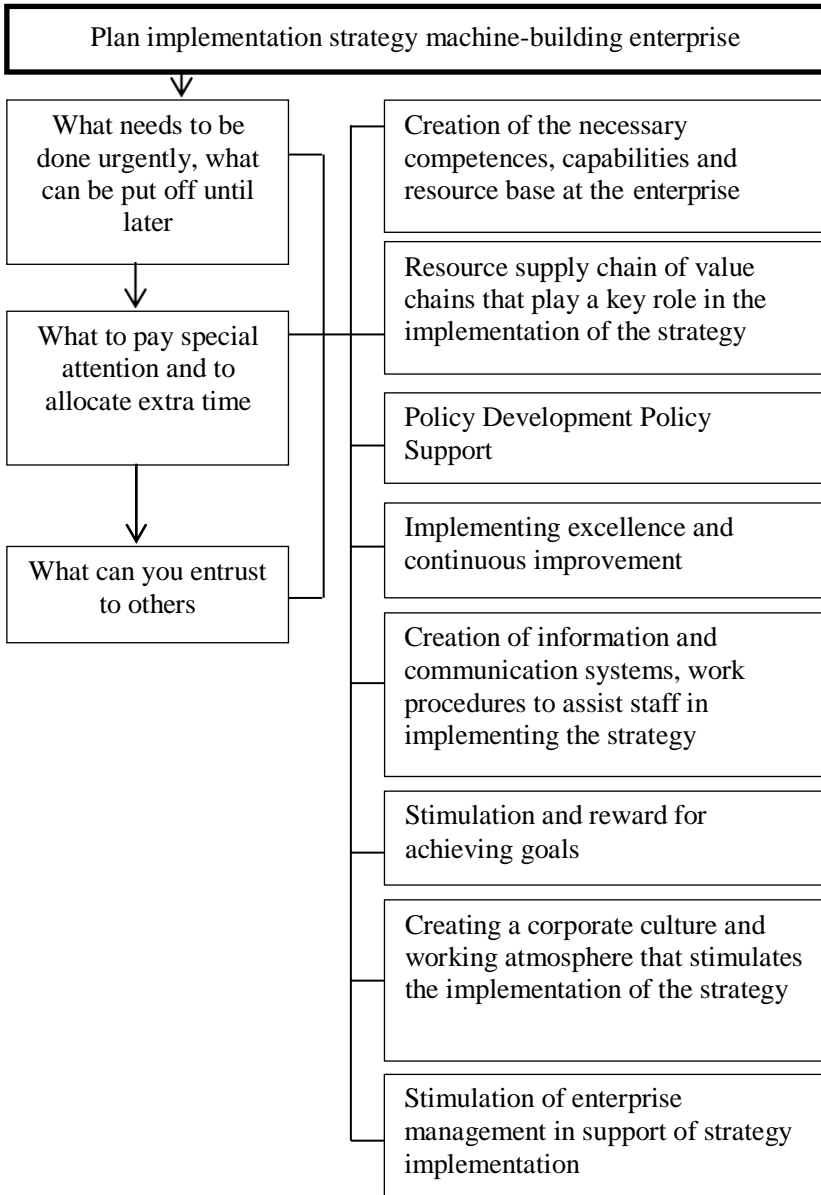 Plan implementation strategy machine-building enterprise
What needs to be
done urgently, what
can be put off until
later
What to pay special
attention and to
allocate extra time
What can you entrust
to others
Creation of the necessary
competences, capabilities and
resource base at the enterprise
Resource supply chain of value
chains that play a key role in the
implementation of the strategy
Policy Development Policy
Support
Implementing excellence and
continuous improvement
Creation of information and
communication systems, work
procedures to assist staff in
implementing the strategy
Stimulation and reward for
achieving goals
Creating a corporate culture and
working atmosphere that stimulates
the implementation of the strategy
Stimulation of enterprise
management in support of strategy
implementation